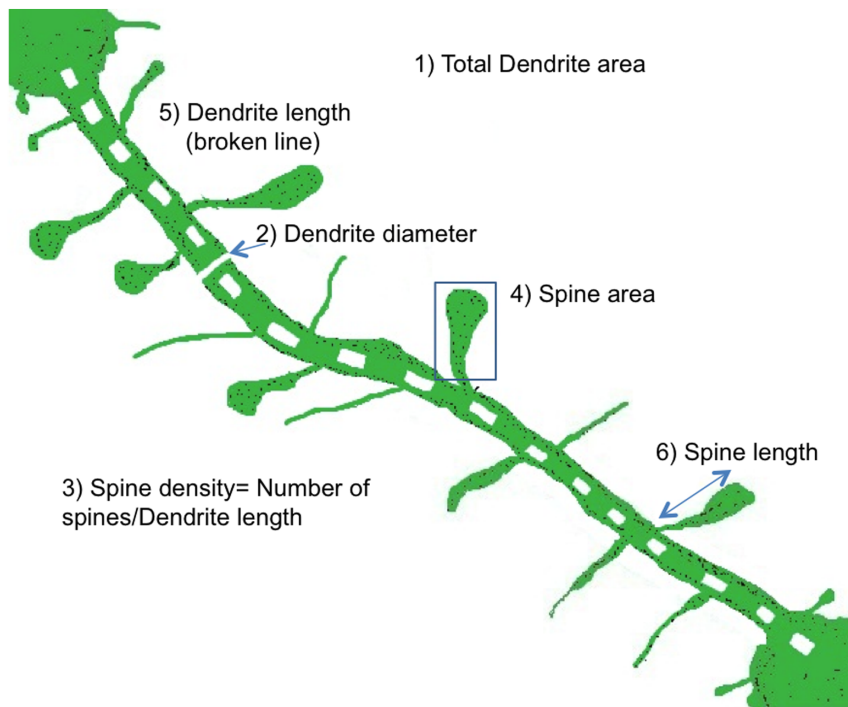 1) Total Dendrite area
5) Dendrite length
(broken line)
2) Dendrite diameter
4) Spine area
6) Spine length
3) Spine density= Number of
spines/Dendrite length